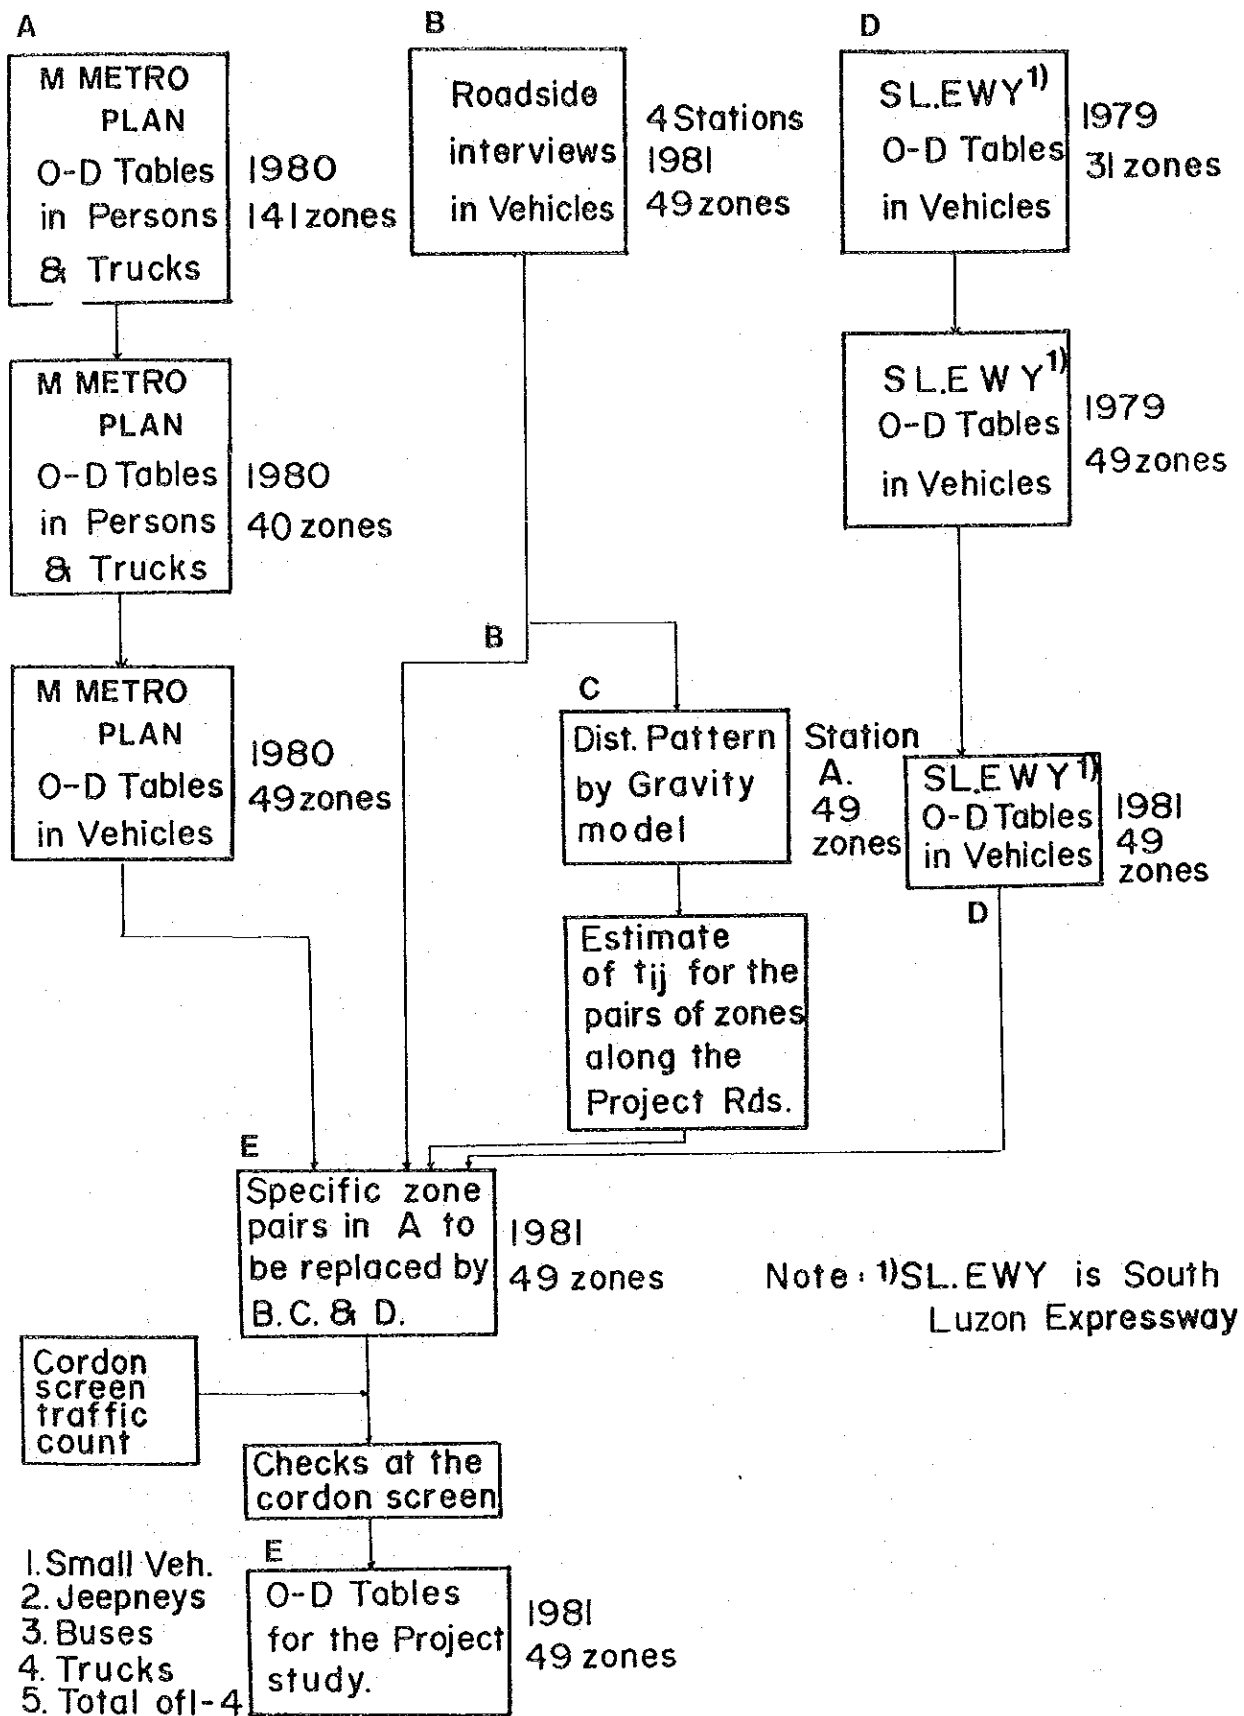 A
M METRO
PLAN
O-D Tables
in Persons
& Trucks
1980
141 zones
M METRO
PLAN
O-D Tables
in Persons
& Trucks
1980
40 zones
M METRO
PLAN
O-D Tables
in Vehicles
1980
49 zones
B
Roadside
interviews
in Vehicles
4 Stations
1981
49 zones
B
C
Dist. Pattern
by Gravity
model
Station
A.
49
zones
Estimate
of tij for the
pairs of zones
along the
Project Rds.
D
SL.EWY 1)
O-D Tables
in Vehicles
1979
31 zones
SL.EWY 1)
O-D Tables
in Vehicles
1979
49 zones
SL.EWY 1)
O-D Tables
in Vehicles
1981
49
zones
D
E
Specific zone
pairs in A to
be replaced by
B. C. & D.
1981
49 zones
Note: 1) SL. EWY is South
Luzon Expressway
Cordon
screen
traffic
count
Checks at the
cordon screen
E
O-D Tables
for the Project
study.
1981
49 zones
1. Small Veh.
2. Jeepneys
3. Buses
4. Trucks
5. Total of 1-4